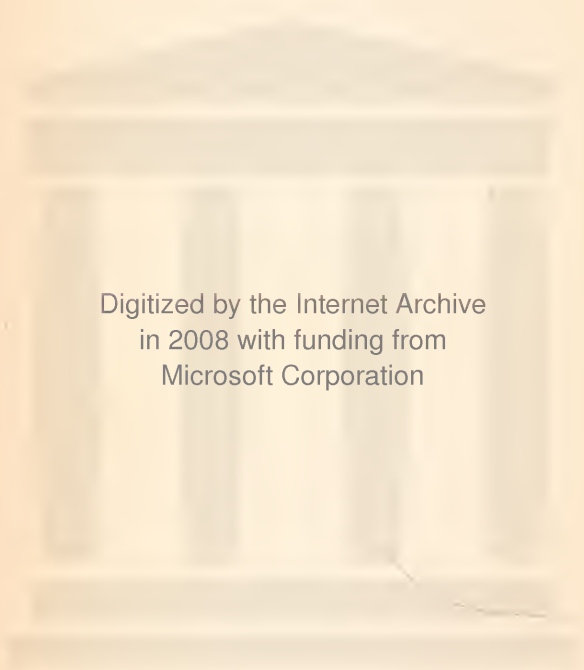 Digitized by the Internet Archive
in 2008 with funding from
Microsoft Corporation